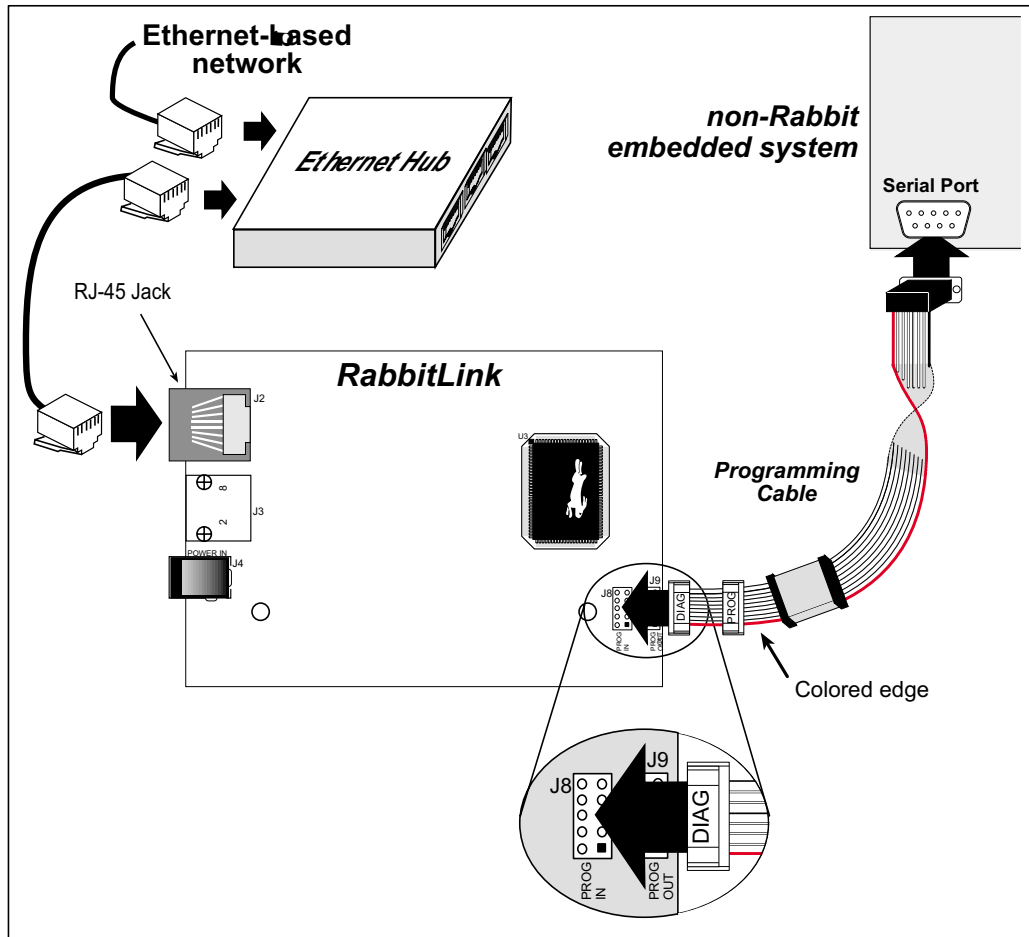 Ethernet-based
network
Ethernet Hub
non-Rabbit
embedded system
Serial Port
RJ-45 Jack
RabbitLink
J2
U3
8
2
J3
POWER IN
J4
Programming
Cable
J8
J9
DIAG
PROG
PROG
IN
PROG
OUT
Colored edge
J8
J9
DIAG
PROG
IN
PROG
OUT